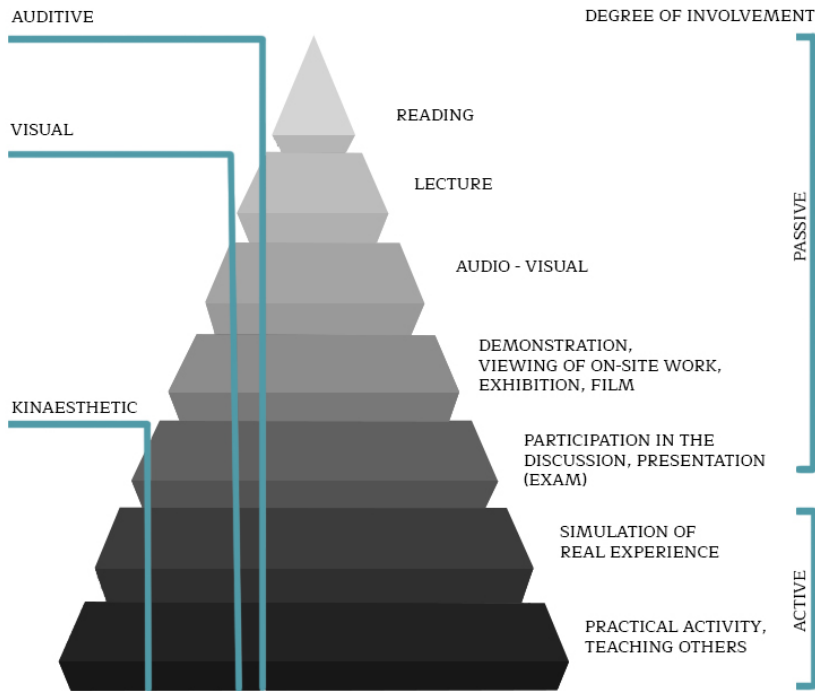 AUDITIVE
DEGREE OF INVOLVEMENT
READING
VISUAL
LECTURE
PASSIVE
AUDIO - VISUAL
DEMONSTRATION,
VIEWING OF ON-SITE WORK,
EXHIBITION, FILM
KINAESTHETIC
PARTICIPATION IN THE
DISCUSSION, PRESENTATION
(EXAM)
SIMULATION OF
REAL EXPERIENCE
ACTIVE
PRACTICAL ACTIVITY,
TEACHING OTHERS